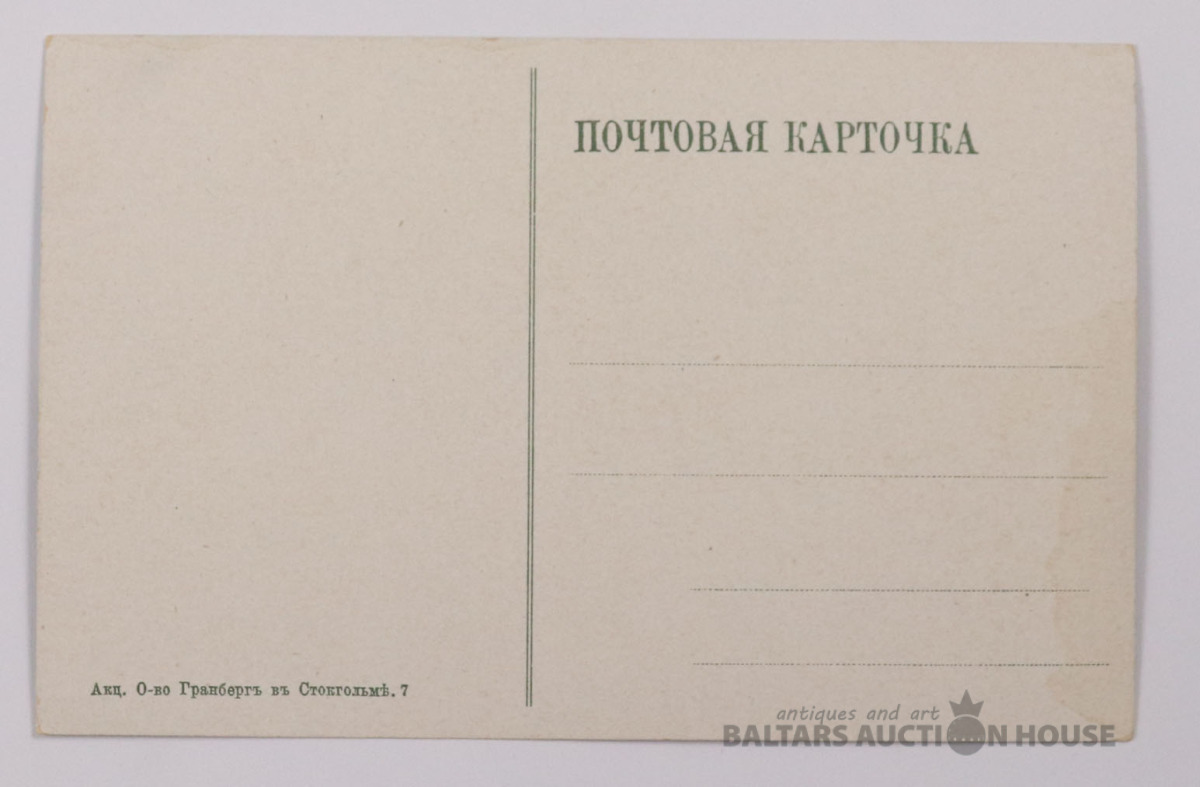 ПОЧТОВАЯ КАРТОЧКА
Акц. О-во Гранбергъ въ Стокгольмѣ. 7
antiques and art
BALTARS AUCTION HOUSE